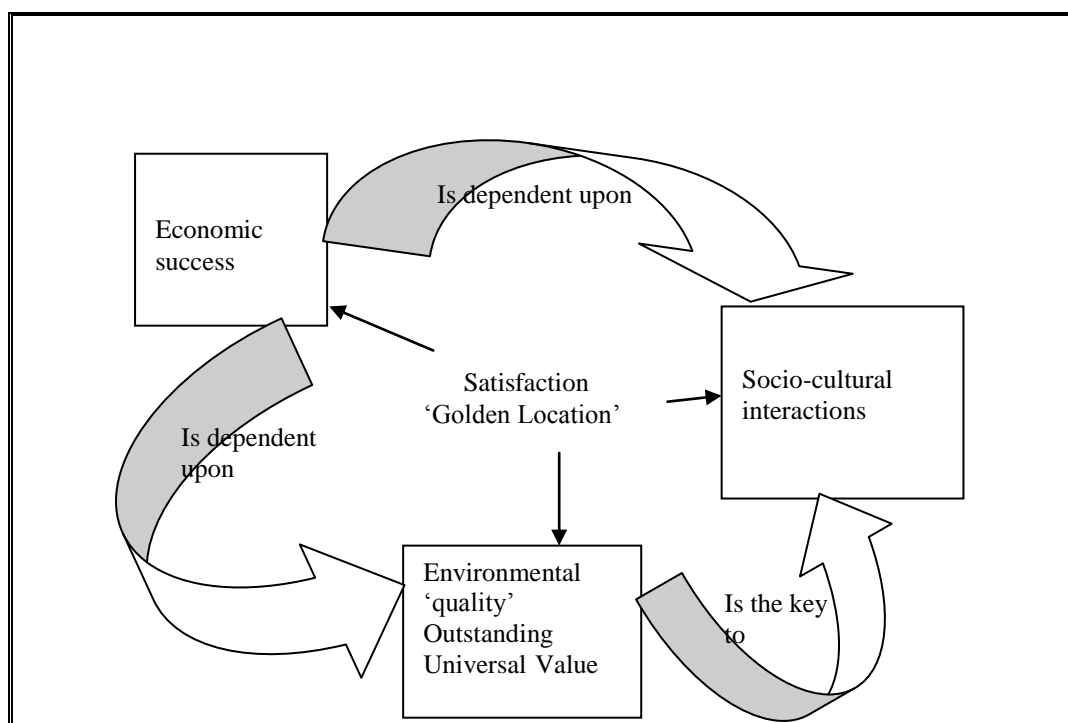 Is dependent upon
Economic
success
Satisfaction
‘Golden Location’
Socio-cultural
interactions
Is dependent
upon
Environmental
‘quality’
Outstanding
Universal Value
Is the key
to